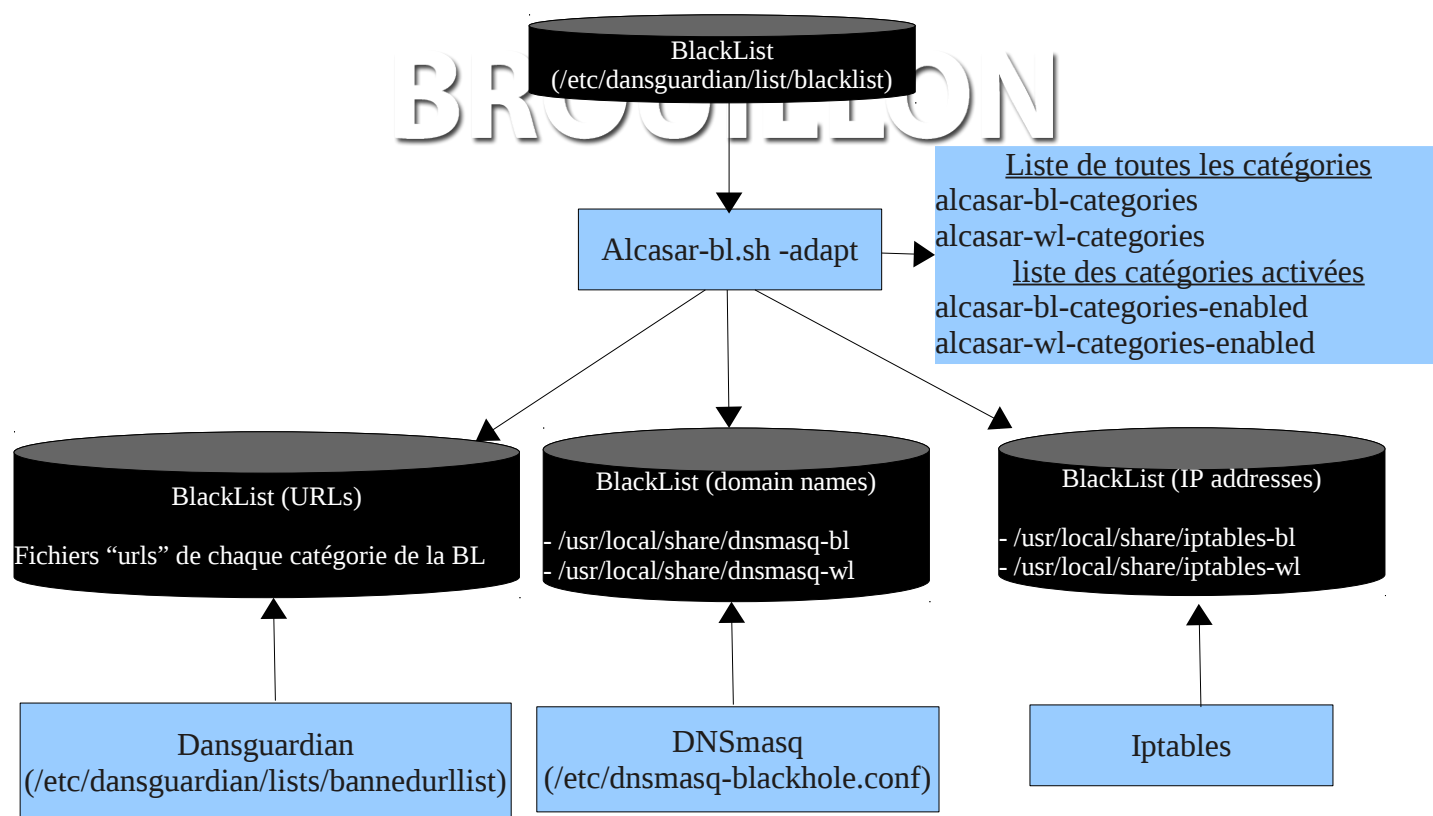 BlackList
(/etc/dansguardian/list/blacklist)
BROUILLON
Alcasar-bl.sh -adapt
Liste de toutes les catégories
alcasar-bl-categories
alcasar-wl-categories
liste des catégories activées
alcasar-bl-categories-enabled
alcasar-wl-categories-enabled
BlackList (URLs)
Fichiers “urls” de chaque catégorie de la BL
BlackList (domain names)
- /usr/local/share/dnsmasq-bl
- /usr/local/share/dnsmasq-wl
BlackList (IP addresses)
- /usr/local/share/iptables-bl
- /usr/local/share/iptables-wl
Dansguardian
(/etc/dansguardian/lists/bannedurllist)
DNSmasq
(/etc/dnsmasq-blackhole.conf)
Iptables